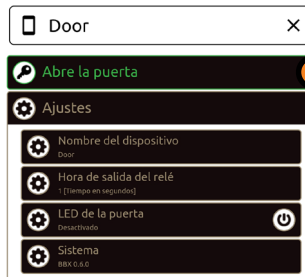 Door
Abre la puerta
Ajustes
Nombre del dispositivo
Door
Hora de salida del relé
1 [Tiempo en segundos]
LED de la puerta
Desactivado
Sistema
BBX 0.6.0